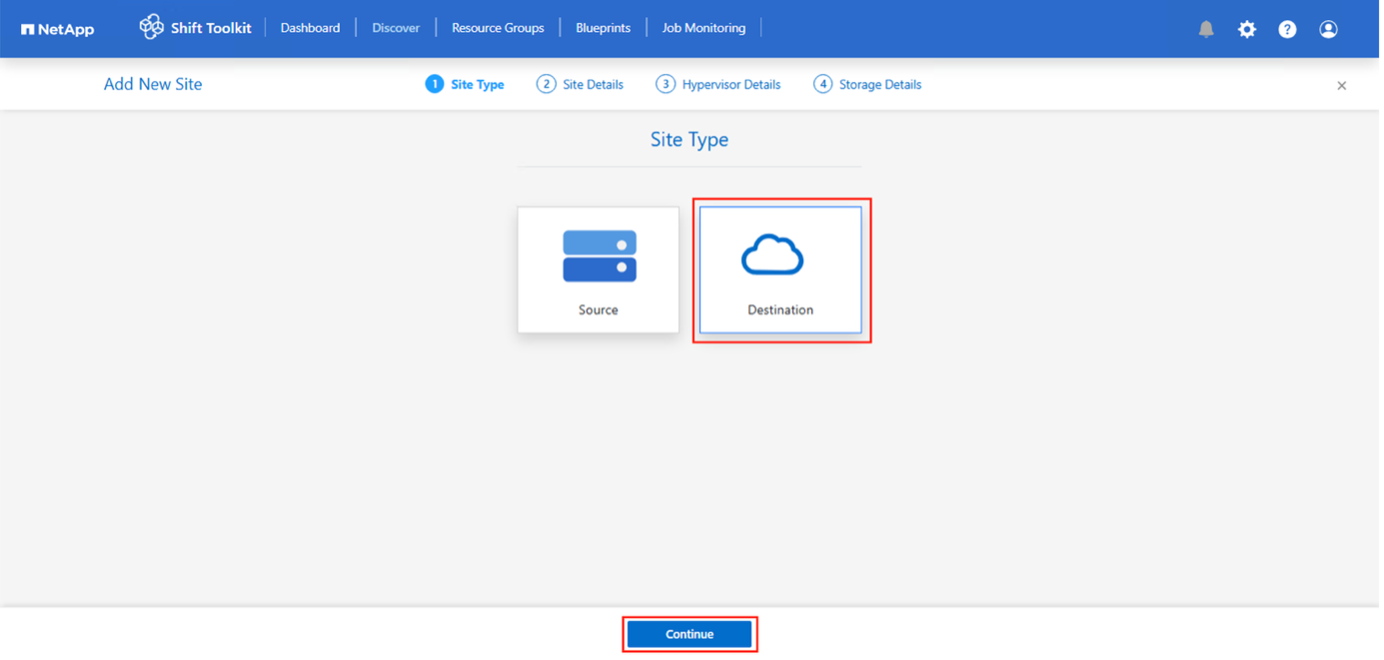 NetApp Shift Toolkit Dashboard Discover Resource Groups Blueprints Job Monitoring ?
Add New Site 1 Site Type 2 Site Details 3 Hypervisor Details 4 Storage Details ×
Site Type
Source Destination
Continue